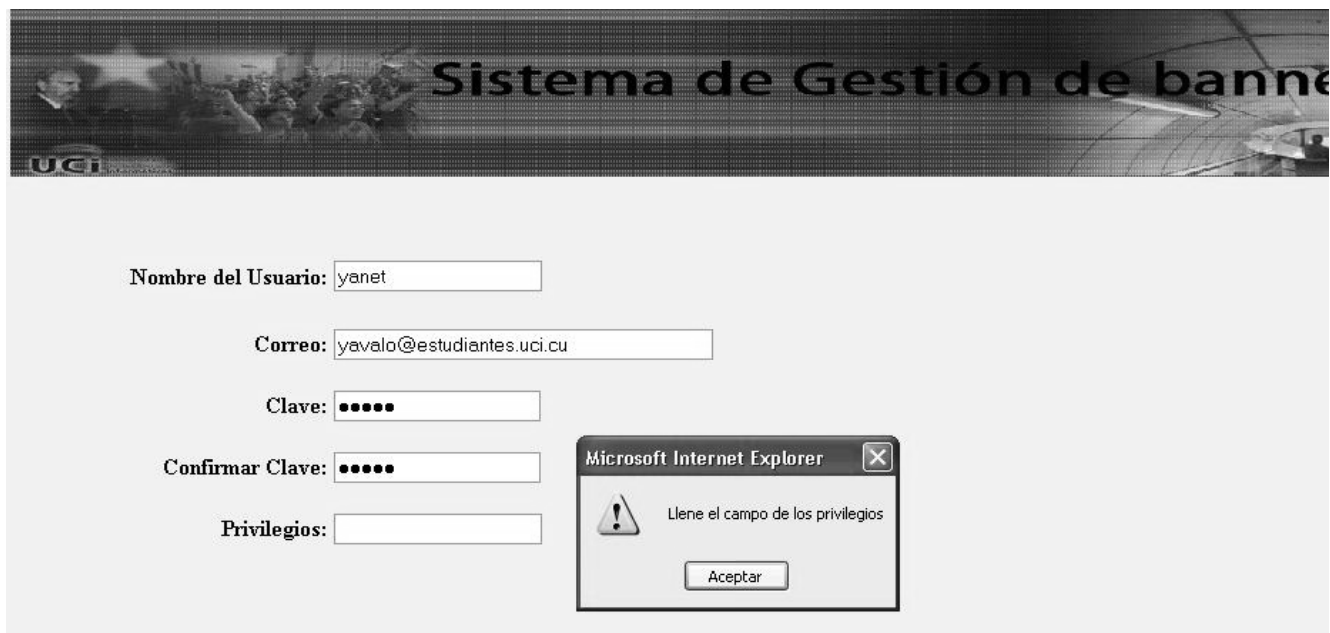 Sistema de Gestión de banne
UCi
Informáticas
Nombre del Usuario: yanet
Correo: yavalo@estudiantes.uci.cu
Clave: •••••
Confirmar Clave: •••••
Privilegios:
Microsoft Internet Explorer
Llene el campo de los privilegios
Aceptar